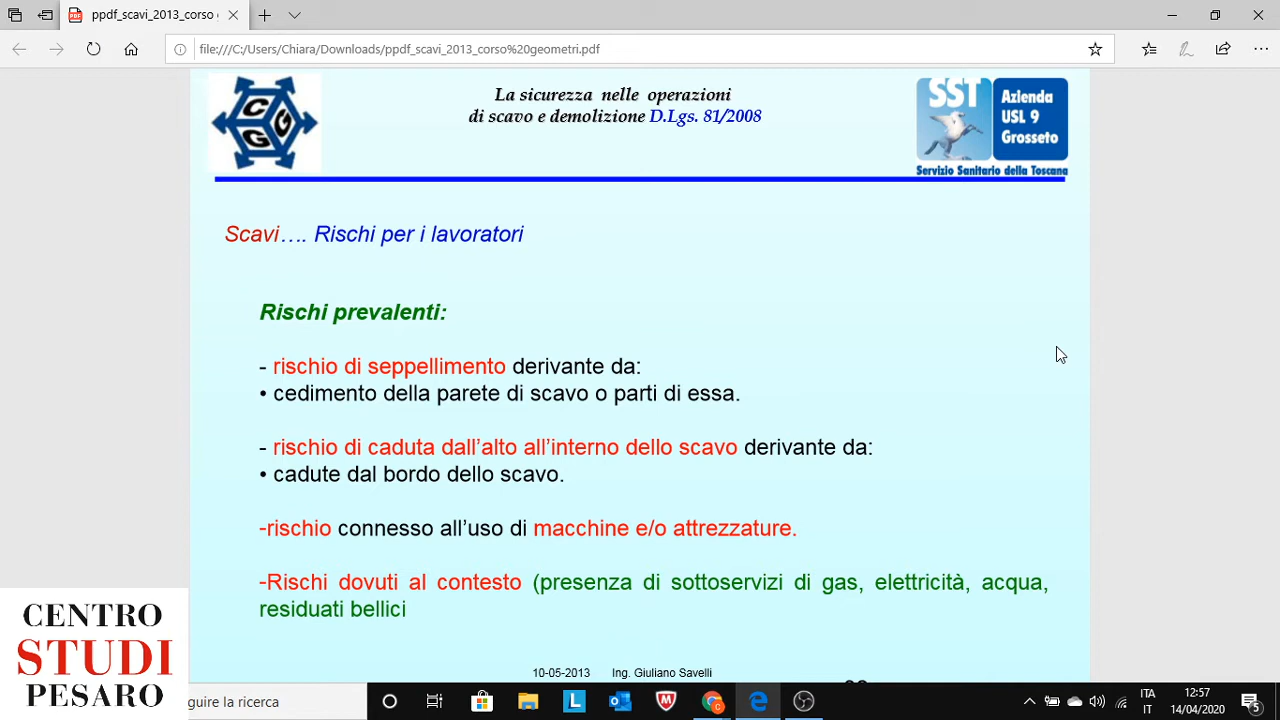 ppdf_scavi_2013_corso g
file:///C:/Users/Chiara/Downloads/ppdf_scavi_2013_corso%20geometri.pdf
CGG
La sicurezza nelle operazioni
di scavo e demolizione D.Lgs. 81/2008
SST
Azienda
USL 9
Grosseto
Servizio Sanitario della Toscana
Scavi…. Rischi per i lavoratori
Rischi prevalenti:
- rischio di seppellimento derivante da:
• cedimento della parete di scavo o parti di essa.
- rischio di caduta dall’alto all’interno dello scavo derivante da:
• cadute dal bordo dello scavo.
-rischio connesso all’uso di macchine e/o attrezzature.
-Rischi dovuti al contesto (presenza di sottoservizi di gas, elettricità, acqua,
residuati bellici
10-05-2013 Ing. Giuliano Savelli
CENTRO
STUDI
PESARO
guire la ricerca
ITA
IT
12:57
14/04/2020
5